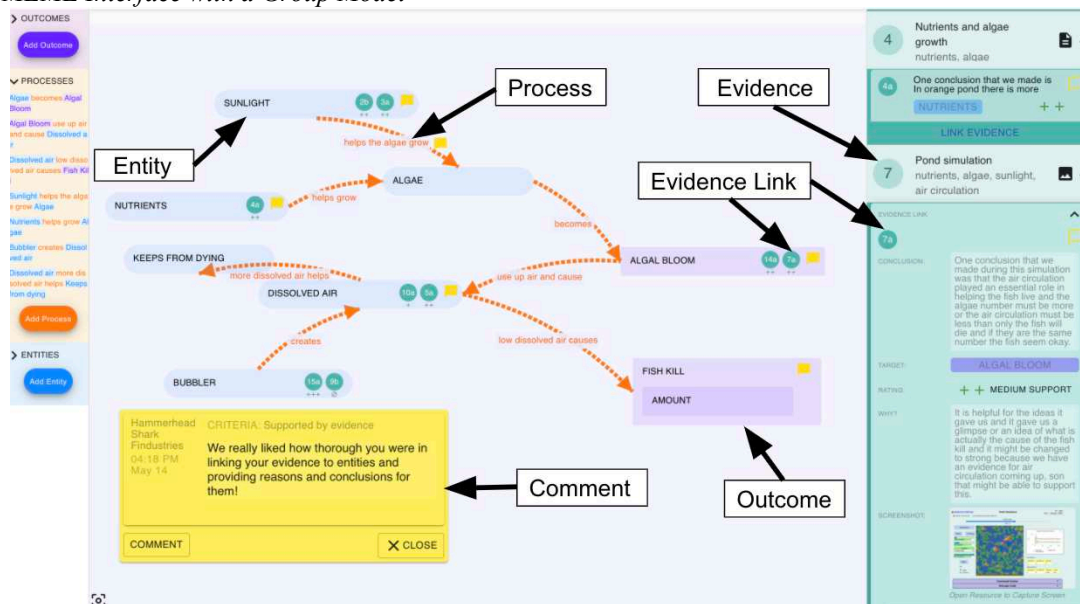 MEME Interface with a Group Model
OUTCOMES
Add Outcome
PROCESSES
Algae becomes Algal
Bloom
Algal Bloom use up air
and cause Dissolved a
r
Dissolved air low disso
lved air causes Fish Kil
l
Sunlight helps the alga
e grow Algae
Nutrients helps grow Al
gae
Bubbler creates Dissol
ved air
Dissolved air more dis
solved air helps Keeps
from dying
Add Process
ENTITIES
Add Entity
SUNLIGHT
2b
3a
helps the algae grow
Process
Entity
ALGAE
NUTRIENTS
4a
++
helps grow
becomes
Evidence Link
KEEPS FROM DYING
more dissolved air helps
DISSOLVED AIR
10a
5a
+
++
use up air and cause
ALGAL BLOOM
14a
7a
++
++
creates
low dissolved air causes
BUBBLER
15a
9b
+++
∅
FISH KILL
AMOUNT
Outcome
Hammerhead
Shark
Findustries
04:18 PM
May 14
CRITERIA: Supported by evidence
We really liked how thorough you were in
linking your evidence to entities and
providing reasons and conclusions for
them!
COMMENT
CLOSE
Comment
Evidence
4
Nutrients and algae
growth
nutrients, algae
4a
One conclusion that we made is
In orange pond there is more
NUTRIENTS
+ +
LINK EVIDENCE
7
Pond simulation
nutrients, algae, sunlight,
air circulation
EVIDENCE LINK
7a
CONCLUSION:
One conclusion that we
made during this simulation
was that the air circulation
played an essential role in
helping the fish live and the
algae number must be more
or the air circulation must be
less than only the fish will
die and if they are the same
number the fish seem okay.
TARGET:
ALGAL BLOOM
RATING:
+ + MEDIUM SUPPORT
WHY?
It is helpful for the ideas it
gave us and it gave us a
glimpse or an idea of what is
actually the cause of the fish
kill and it might be changed
to strong because we have
an evidence for air
circulation coming up, son
that might be able to support
this.
SCREENSHOT:
Open Resource to Capture Screen